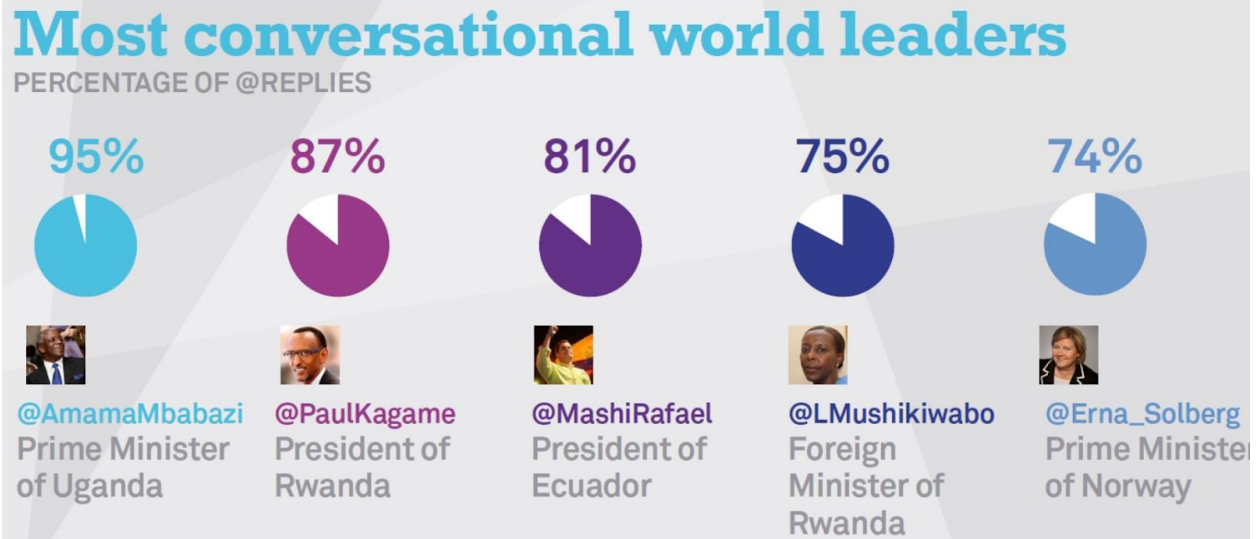 Most conversational world leaders
PERCENTAGE OF @REPLIES
95%
87%
81%
75%
74%
@AmamaMbabazi
Prime Minister
of Uganda
@PaulKagame
President of
Rwanda
@MashiRafael
President of
Ecuador
@LMushikiwabo
Foreign
Minister of
Rwanda
@Erna_Solberg
Prime Minister
of Norway